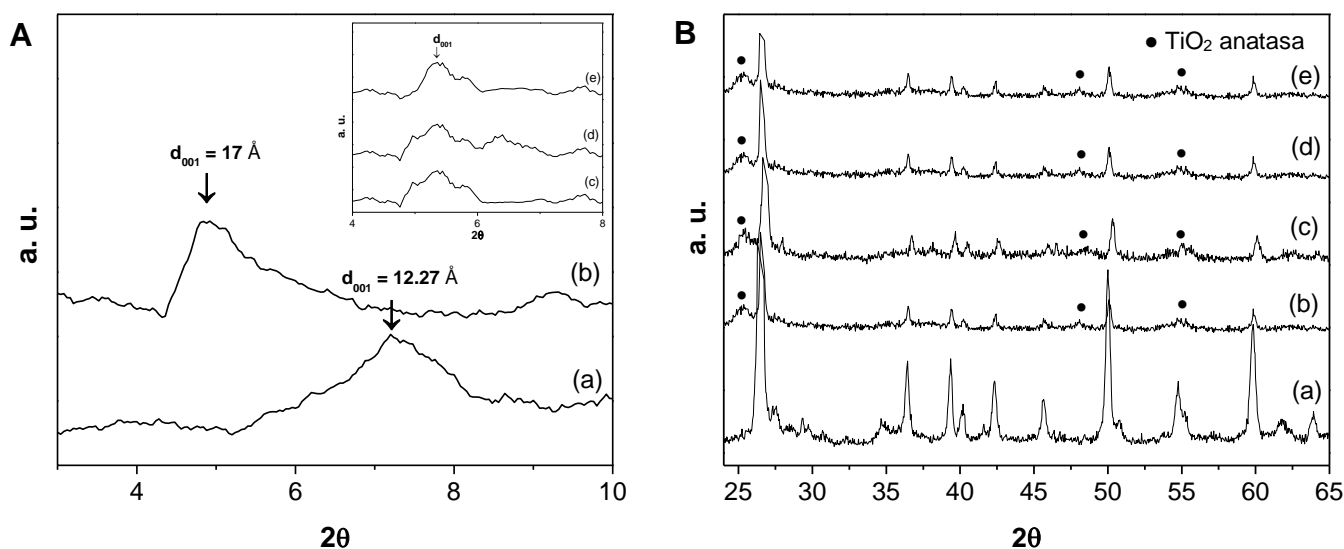 A
a. u.
d001 = 17 Å
d001 = 12.27 Å
(b)
(a)
4 6 8 10
2θ
d001
a. u.
(e)
(d)
(c)
4 6 8
2θ
B
● TiO2 anatasa
a. u.
(e)
(d)
(c)
(b)
(a)
25 30 35 40 45 50 55 60 65
2θ